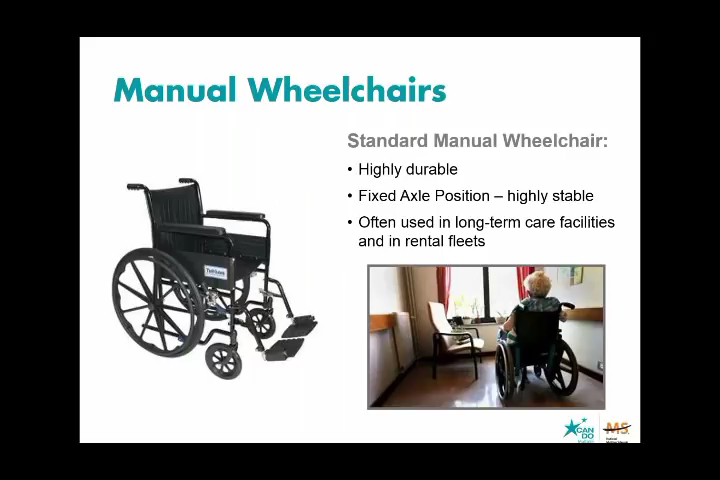 Manual Wheelchairs
Standard Manual Wheelchair:
• Highly durable
• Fixed Axle Position – highly stable
• Often used in long-term care facilities
and in rental fleets
CAN
DO
MS